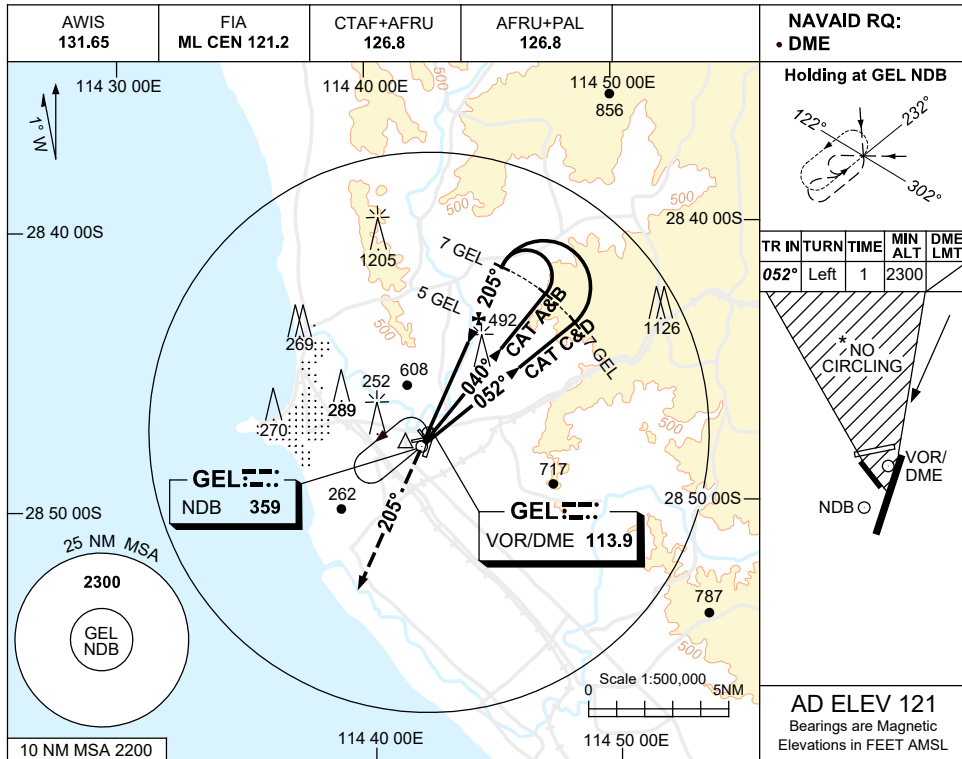 AWIS
131.65
FIA
ML CEN 121.2
CTAF+AFRU
126.8
AFRU+PAL
126.8
NAVAID RQ:
• DME
114 30 00E
114 40 00E
114 50 00E
1° W
500
500
856
Holding at GEL NDB
122°
232°
302°
28 40 00S
28 40 00S
500
1205
7 GEL
205°
5 GEL
492
CAT A&B
040°
CAT C&D
052°
7 GEL
1126
TR IN
TURN
TIME
MIN
ALT
DME
LMT
052°
Left
1
2300
269
608
252
289
270
500
* NO
CIRCLING
VOR/
DME
NDB
717
262
205°
GEL
NDB 359
GEL
VOR/DME 113.9
28 50 00S
28 50 00S
25 NM MSA
2300
GEL
NDB
787
500
500
Scale 1:500,000
0
5NM
10 NM MSA 2200
114 40 00E
114 50 00E
AD ELEV 121
Bearings are Magnetic
Elevations in FEET AMSL